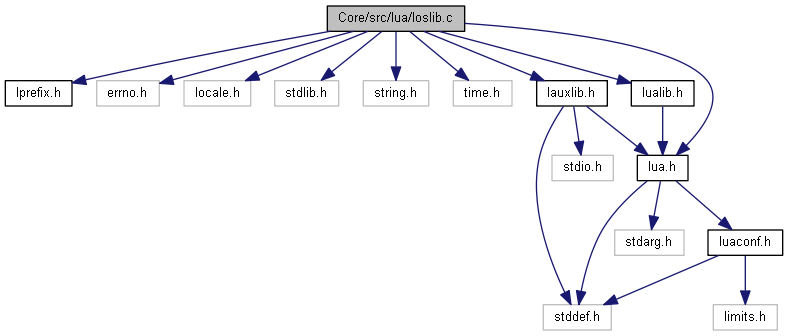 Core/src/lua/loslib.c
lprefix.h
errno.h
locale.h
stdlib.h
string.h
time.h
lauxlib.h
lualib.h
stdio.h
lua.h
stdarg.h
luaconf.h
stddef.h
limits.h